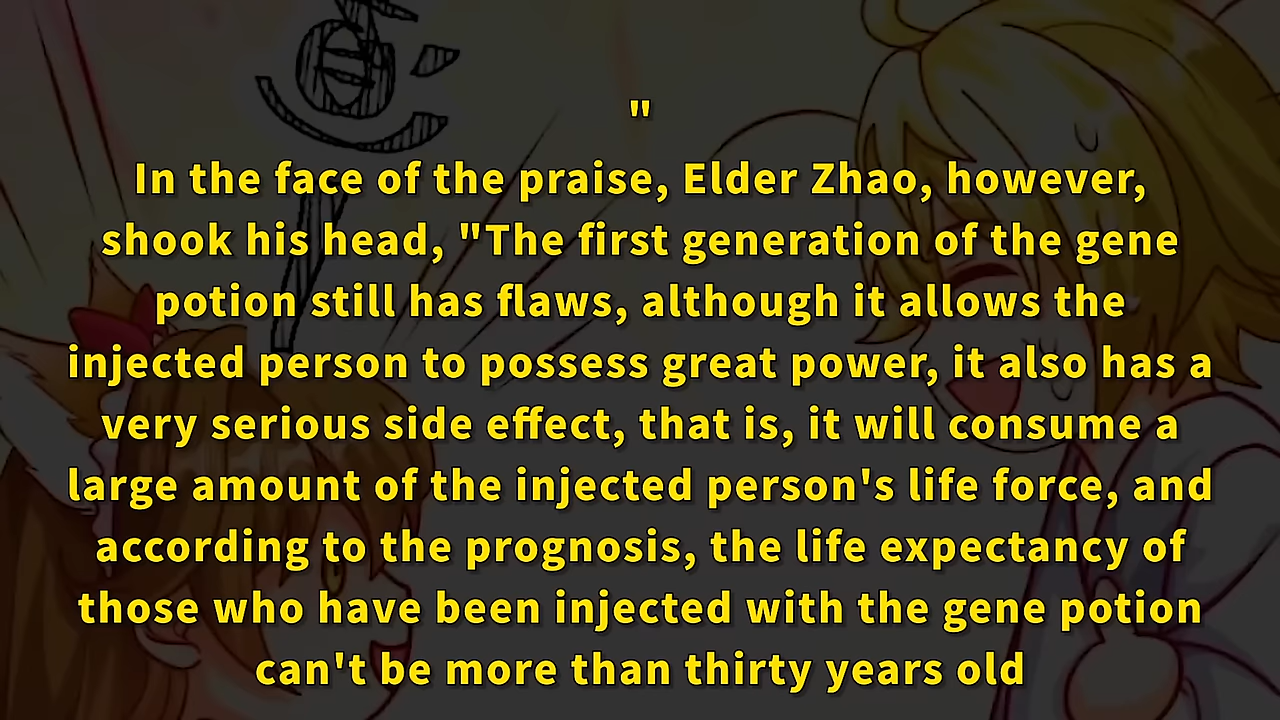 "
In the face of the praise, Elder Zhao, however,
shook his head, "The first generation of the gene
potion still has flaws, although it allows the
injected person to possess great power, it also has a
very serious side effect, that is, it will consume a
large amount of the injected person's life force, and
according to the prognosis, the life expectancy of
those who have been injected with the gene potion
can't be more than thirty years old